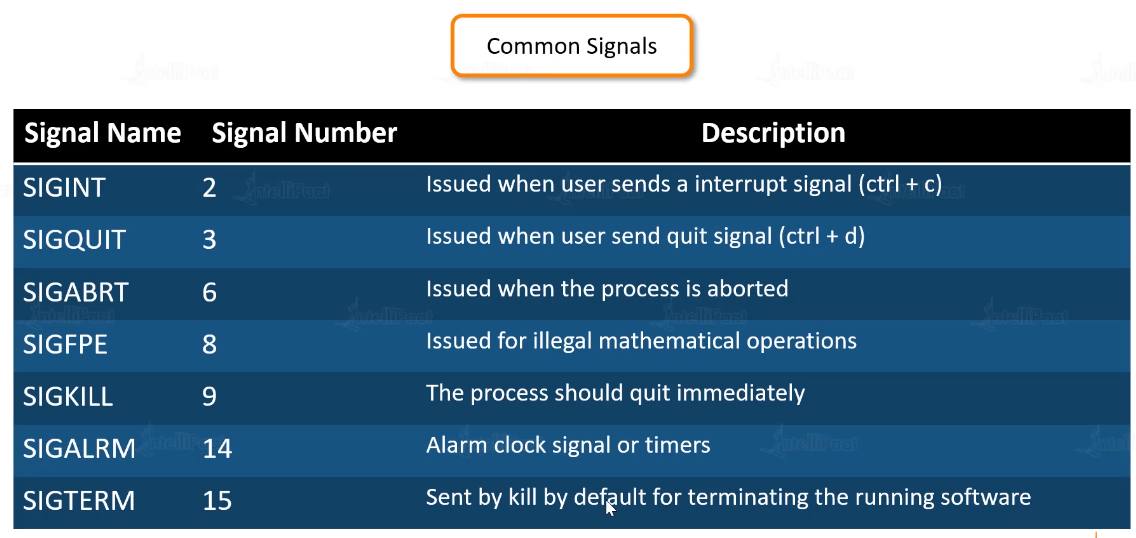 Common Signals
Signal Name Signal Number Description
SIGINT 2 Issued when user sends a interrupt signal (ctrl + c)
SIGQUIT 3 Issued when user send quit signal (ctrl + d)
SIGABRT 6 Issued when the process is aborted
SIGFPE 8 Issued for illegal mathematical operations
SIGKILL 9 The process should quit immediately
SIGALRM 14 Alarm clock signal or timers
SIGTERM 15 Sent by kill by default for terminating the running software